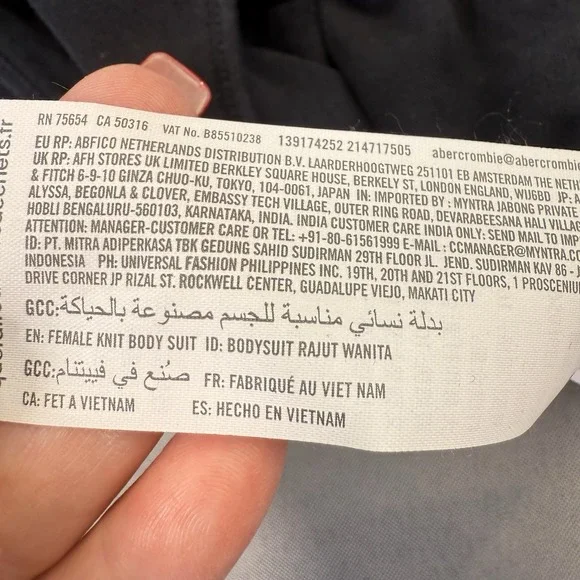 RN 75654 CA 50316 VAT No. B85510238 139174252 214717505 abercrombie@abercrombie
EU RP: ABFICO NETHERLANDS DISTRIBUTION B.V. LAARDERHOOGTWEG 251101 EB AMSTERDAM THE NETH
UK RP: AFH STORES UK LIMITED BERKLEY SQUARE HOUSE, BERKELY ST, LONDON ENGLAND, WUJ6BD JP: A
& FITCH 6-9-10 GINZA CHUO-KU, TOKYO, 104-0061, JAPAN IN: IMPORTED BY : MYNTRA JABONG PRIVATE
ALYSSA, BEGONLA & CLOVER, EMBASSY TECH VILLAGE, OUTER RING ROAD, DEVARABEESANA HALI VILLAG
HOBLI BENGALURU-560103, KARNATAKA, INDIA. INDIA CUSTOMER CARE INDIA ONLY: SEND MAIL TO IMP
ATTENTION: MANAGER-CUSTOMER CARE OR TEL: +91-80-61561999 E-MAIL : CCMANAGER@MYNTRA.CO
ID: PT. MITRA ADIPERKASA TBK GEDUNG SAHID SUDIRMAN 29TH FLOOR JL. JEND. SUDIRMAN KAV 86 -
INDONESIA PH: UNIVERSAL FASHION PHILIPPINES INC. 19TH, 20TH AND 21ST FLOORS, 1 PROSCENIU
DRIVE CORNER JP RIZAL ST. ROCKWELL CENTER, GUADALUPE VIEJO, MAKATI CITY
GCC: بدلة نسائي مناسبة للجسم مصنوعة بالحياكة
EN: FEMALE KNIT BODY SUIT ID: BODYSUIT RAJUT WANITA
GCC: صُنع في فييتنام FR: FABRIQUÉ AU VIET NAM
CA: FET A VIETNAM ES: HECHO EN VIETNAM